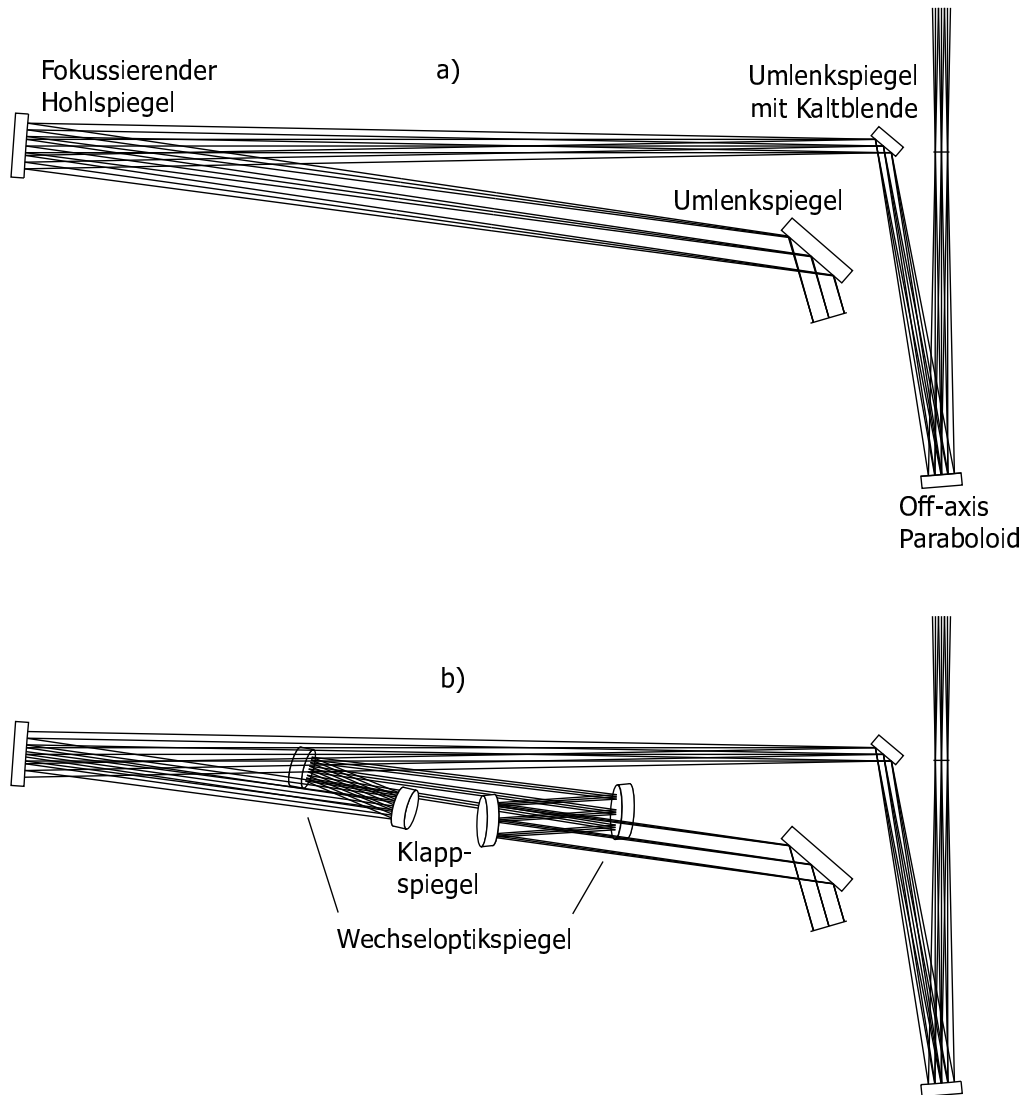 a)
Fokussierender
Hohlspiegel
Umlenkspiegel
mit Kaltblende
Umlenkspiegel
Off-axis
Paraboloid
b)
Klapp-
spiegel
Wechseloptikspiegel